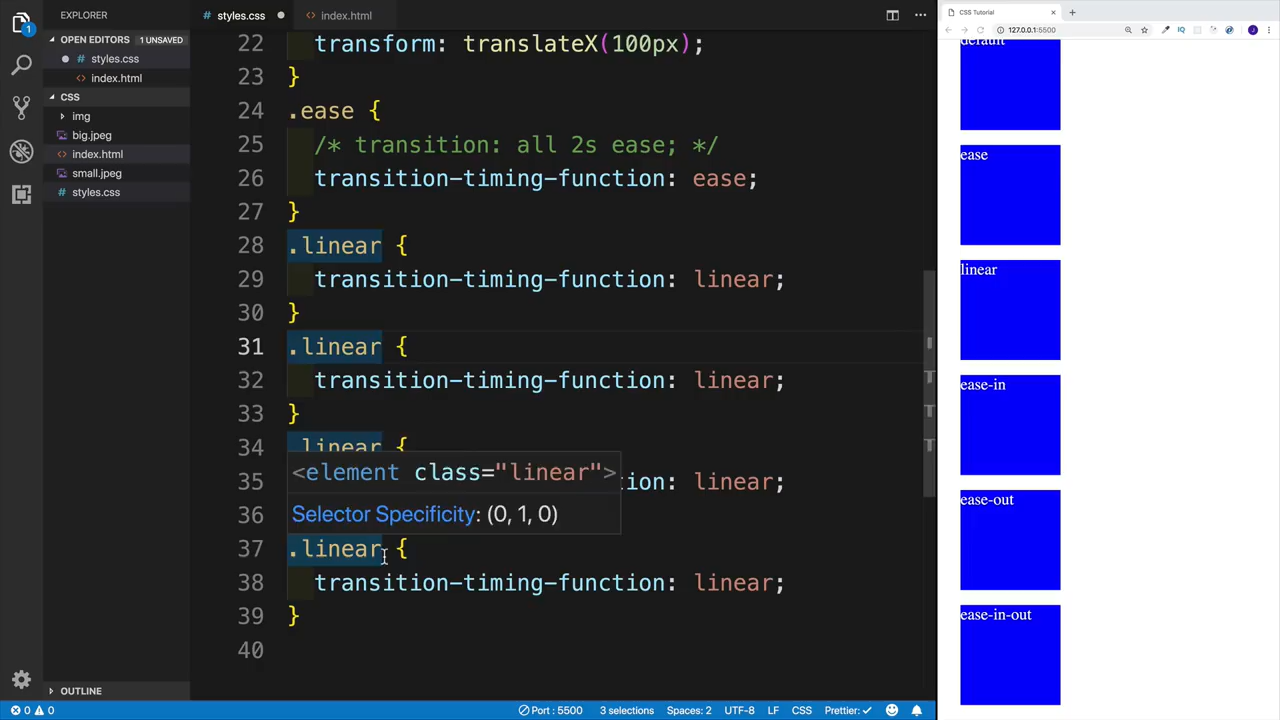 EXPLORER
OPEN EDITORS 1 UNSAVED
styles.css
index.html
CSS
img
big.jpeg
index.html
small.jpeg
styles.css
OUTLINE
1
styles.css
index.html
22 transform: translateX(100px);
23 }
24 .ease {
25 /* transition: all 2s ease; */
26 transition-timing-function: ease;
27 }
28 .linear {
29 transition-timing-function: linear;
30 }
31 .linear {
32 transition-timing-function: linear;
33 }
34 .linear {
<element class="linear">
35 tion: linear;
Selector Specificity: (0, 1, 0)
36
37 .linear {
38 transition-timing-function: linear;
39 }
40
0 0
Port : 5500
3 selections
Spaces: 2
UTF-8
LF
CSS
Prettier: ✓
CSS Tutorial
127.0.0.1:5500
default
ease
linear
ease-in
ease-out
ease-in-out